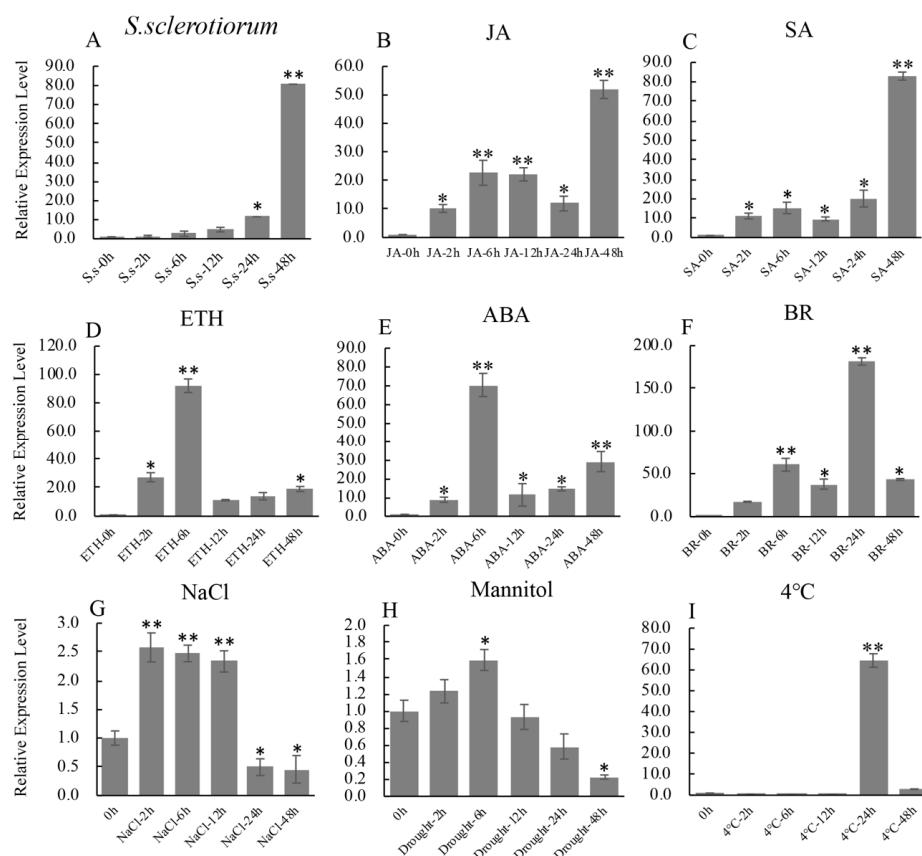 A
S.sclerotiorum
Relative Expression Level
90.0
80.0
70.0
60.0
50.0
40.0
30.0
20.0
10.0
0.0
*
**
S.s-0h
S.s-2h
S.s-6h
S.s-12h
S.s-24h
S.s-48h
B
JA
60.0
50.0
40.0
30.0
20.0
10.0
0.0
*
**
**
*
**
JA-0h
JA-2h
JA-6h
JA-12h
JA-24h
JA-48h
C
SA
90.0
80.0
70.0
60.0
50.0
40.0
30.0
20.0
10.0
0.0
*
*
*
*
**
SA-0h
SA-2h
SA-6h
SA-12h
SA-24h
SA-48h
D
ETH
Relative Expression Level
120.0
100.0
80.0
60.0
40.0
20.0
0.0
*
**
*
ETH-0h
ETH-2h
ETH-6h
ETH-12h
ETH-24h
ETH-48h
E
ABA
90.0
80.0
70.0
60.0
50.0
40.0
30.0
20.0
10.0
0.0
*
**
*
*
**
ABA-0h
ABA-2h
ABA-6h
ABA-12h
ABA-24h
ABA-48h
F
BR
200.0
150.0
100.0
50.0
0.0
**
*
**
*
BR-0h
BR-2h
BR-6h
BR-12h
BR-24h
BR-48h
G
NaCl
Relative Expression Level
3.0
2.5
2.0
1.5
1.0
0.5
0.0
**
**
**
*
*
0h
NaCl-2h
NaCl-6h
NaCl-12h
NaCl-24h
NaCl-48h
H
Mannitol
2.0
1.8
1.6
1.4
1.2
1.0
0.8
0.6
0.4
0.2
0.0
*
*
0h
Drought-2h
Drought-6h
Drought-12h
Drought-24h
Drought-48h
I
4°C
80.0
70.0
60.0
50.0
40.0
30.0
20.0
10.0
0.0
**
0h
4°C-2h
4°C-6h
4°C-12h
4°C-24h
4°C-48h